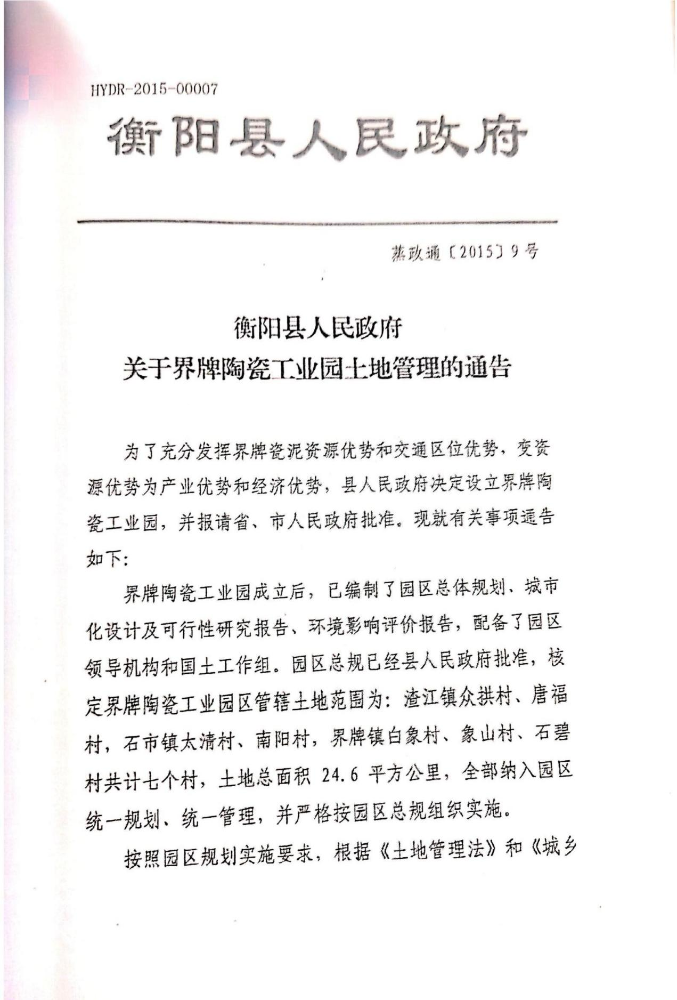 HYDR-2015-00007
衡阳县人民政府
蒸政通〔2015〕9号
衡阳县人民政府
关于界牌陶瓷工业园土地管理的通告
为了充分发挥界牌瓷泥资源优势和交通区位优势，变资
源优势为产业优势和经济优势，县人民政府决定设立界牌陶
瓷工业园，并报请省、市人民政府批准。现就有关事项通告
如下：
界牌陶瓷工业园成立后，已编制了园区总体规划、城市
化设计及可行性研究报告、环境影响评价报告，配备了园区
领导机构和国土工作组。园区总规已经县人民政府批准，核
定界牌陶瓷工业园区管辖土地范围为：渣江镇众拱村、唐福
村，石市镇太清村、南阳村，界牌镇白象村、象山村、石碧
村共计七个村，土地总面积 24.6 平方公里，全部纳入园区
统一规划、统一管理，并严格按园区总规组织实施。
按照园区规划实施要求，根据《土地管理法》和《城乡